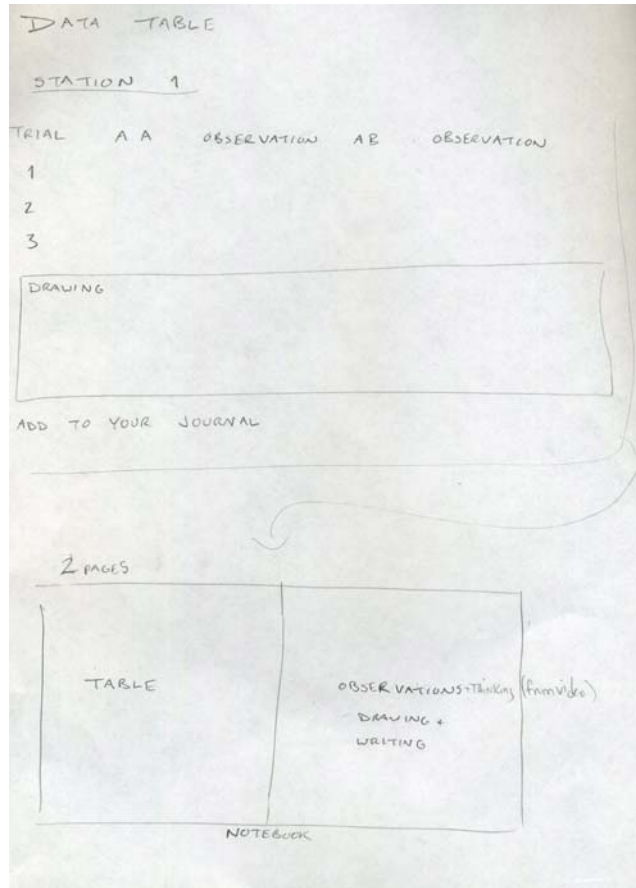 DATA TABLE
STATION 1
TRIAL A A OBSERVATION AB OBSERVATION
1
2
3
DRAWING
ADD TO YOUR JOURNAL
2 PAGES
TABLE
OBSERVATIONS + Thinking (from video)
DRAWING +
WRITING
NOTEBOOK